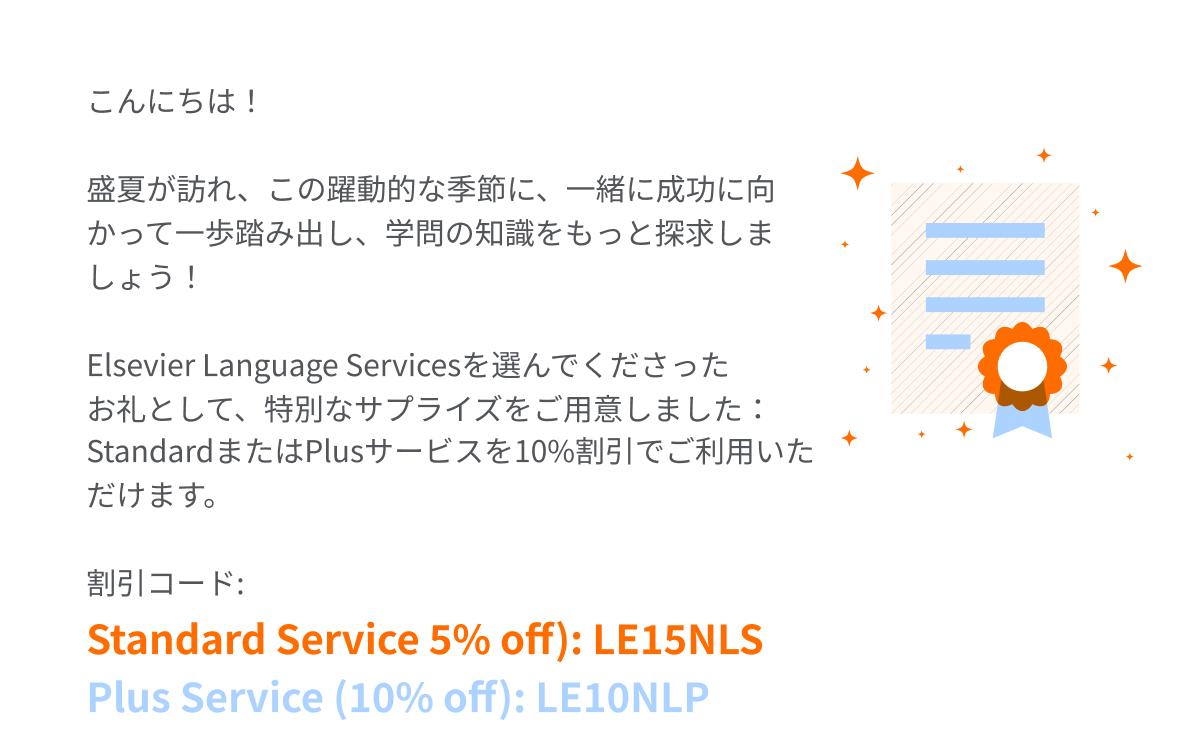 こんにちは！
盛夏が訪れ、この躍動的な季節に、一緒に成功に向
かって一歩踏み出し、学問の知識をもっと探求しま
しょう！
Elsevier Language Servicesを選んでくださった
お礼として、特別なサプライズをご用意しました：
StandardまたはPlusサービスを10%割引でご利用いた
だけます。
割引コード:
Standard Service 5% off): LE15NLS
Plus Service (10% off): LE10NLP